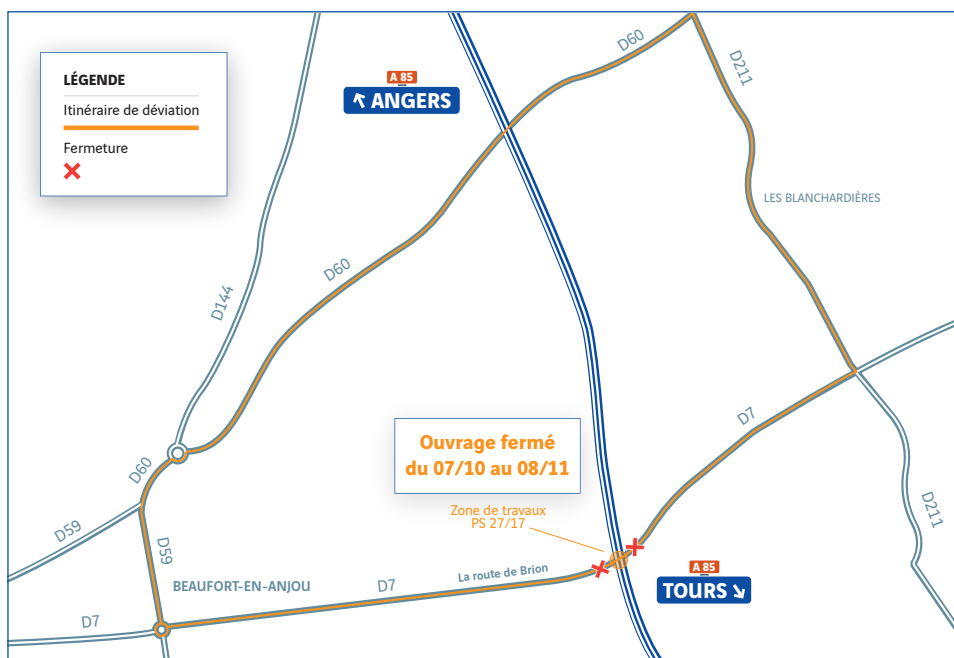 LÉGENDE
Itinéraire de déviation
Fermeture
A 85
ANGERS
D60
D211
LES BLANCHARDIÈRES
D144
D60
D7
Ouvrage fermé
du 07/10 au 08/11
Zone de travaux
PS 27/17
D60
D59
D59
D211
BEAUFORT-EN-ANJOU
D7
La route de Brion
A 85
TOURS
D7